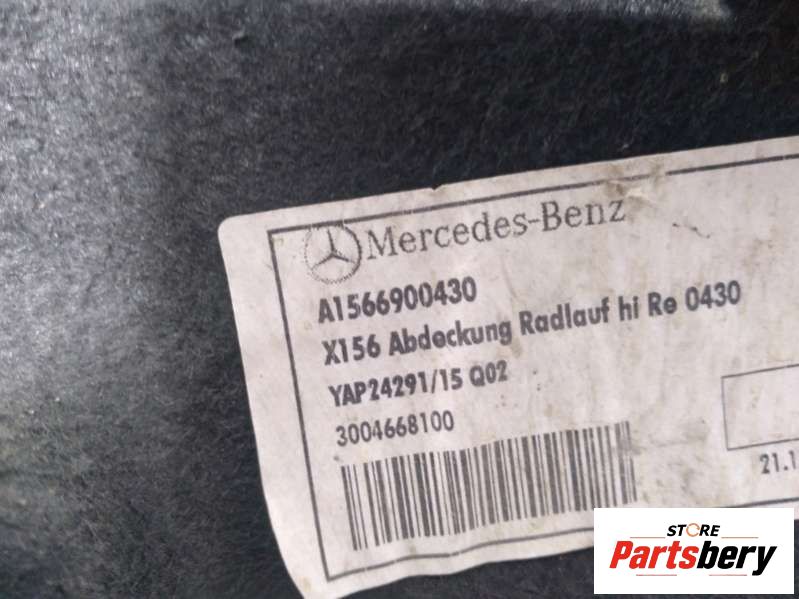 Mercedes-Benz
A1566900430
X156 Abdeckung Radlauf hi Re 0430
YAP24291/15 Q02
3004668100
21.1
STORE
Partsbery